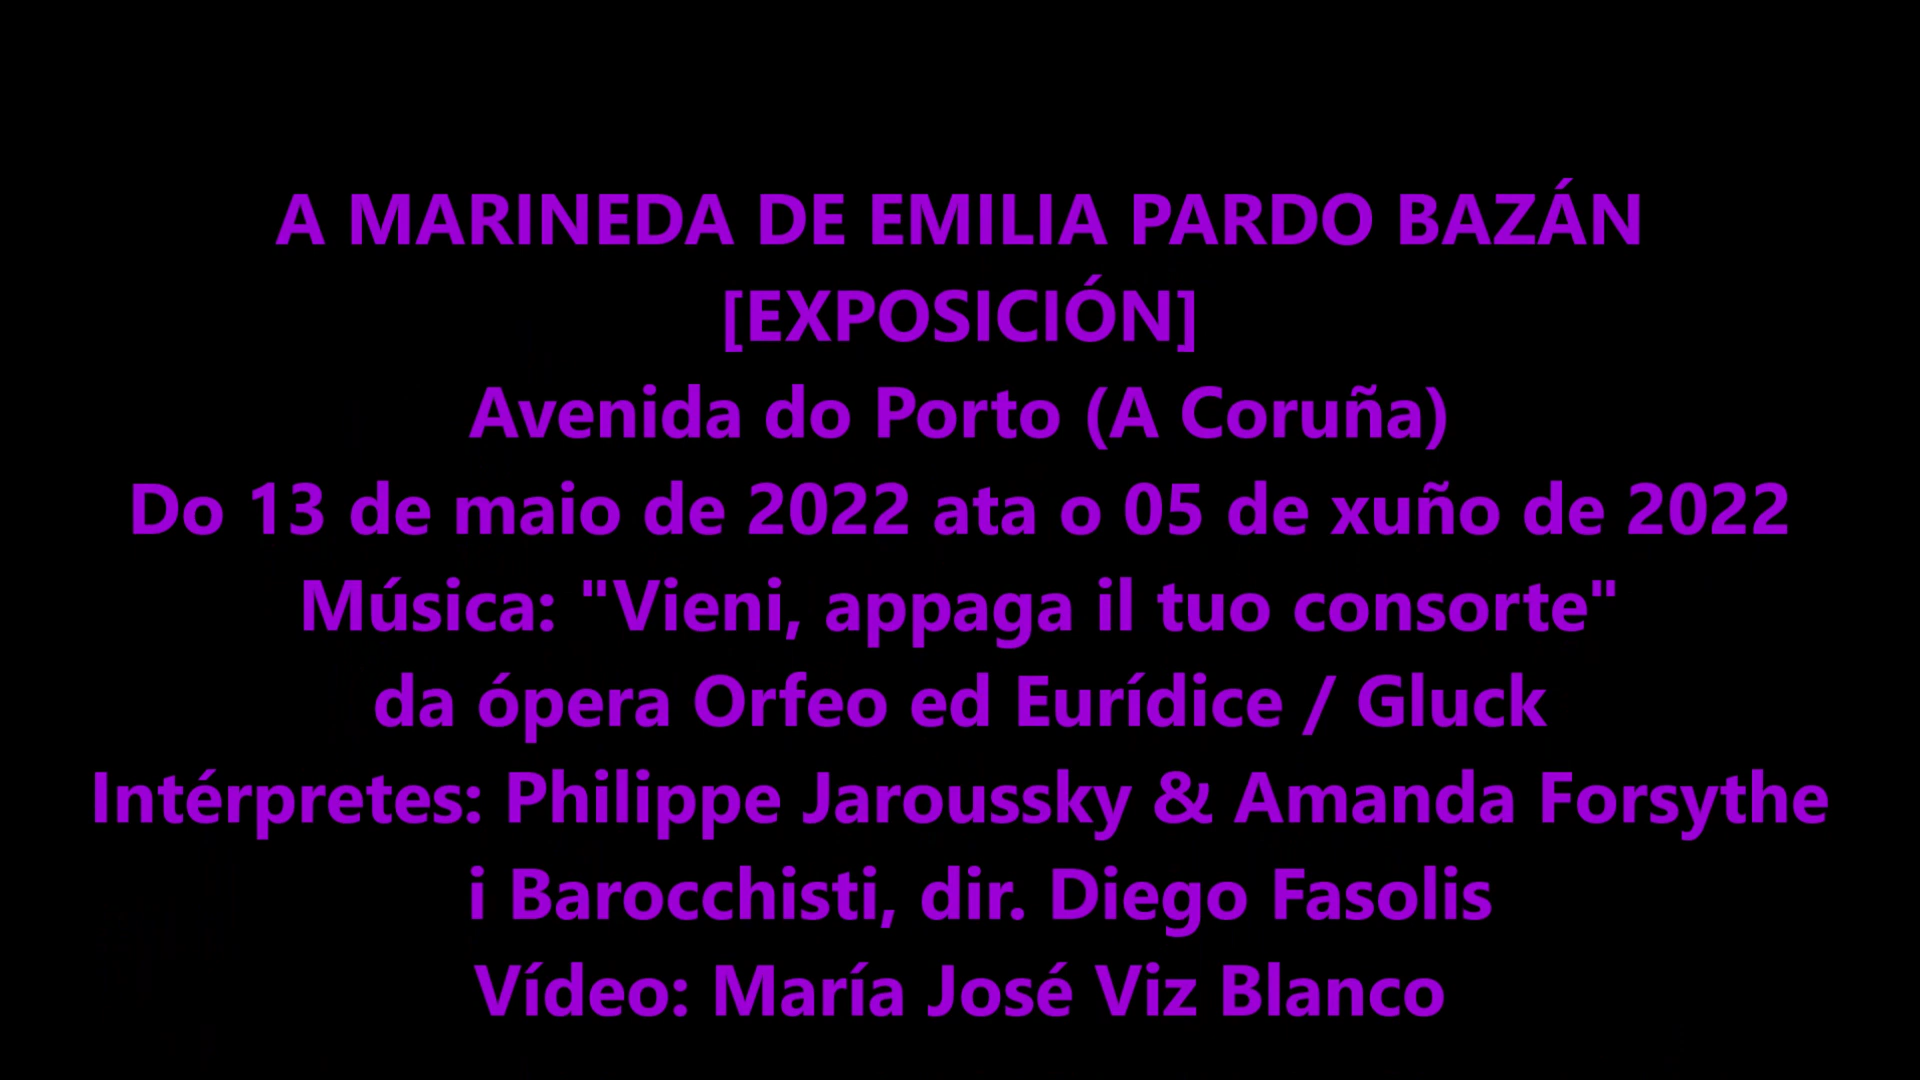 A MARINEDA DE EMILIA PARDO BAZÁN
[EXPOSICIÓN]
Avenida do Porto (A Coruña)
Do 13 de maio de 2022 ata o 05 de xuño de 2022
Música: "Vieni, appaga il tuo consorte"
da ópera Orfeo ed Eurídice / Gluck
Intérpretes: Philippe Jaroussky & Amanda Forsythe
i Barocchisti, dir. Diego Fasolis
Vídeo: María José Viz Blanco